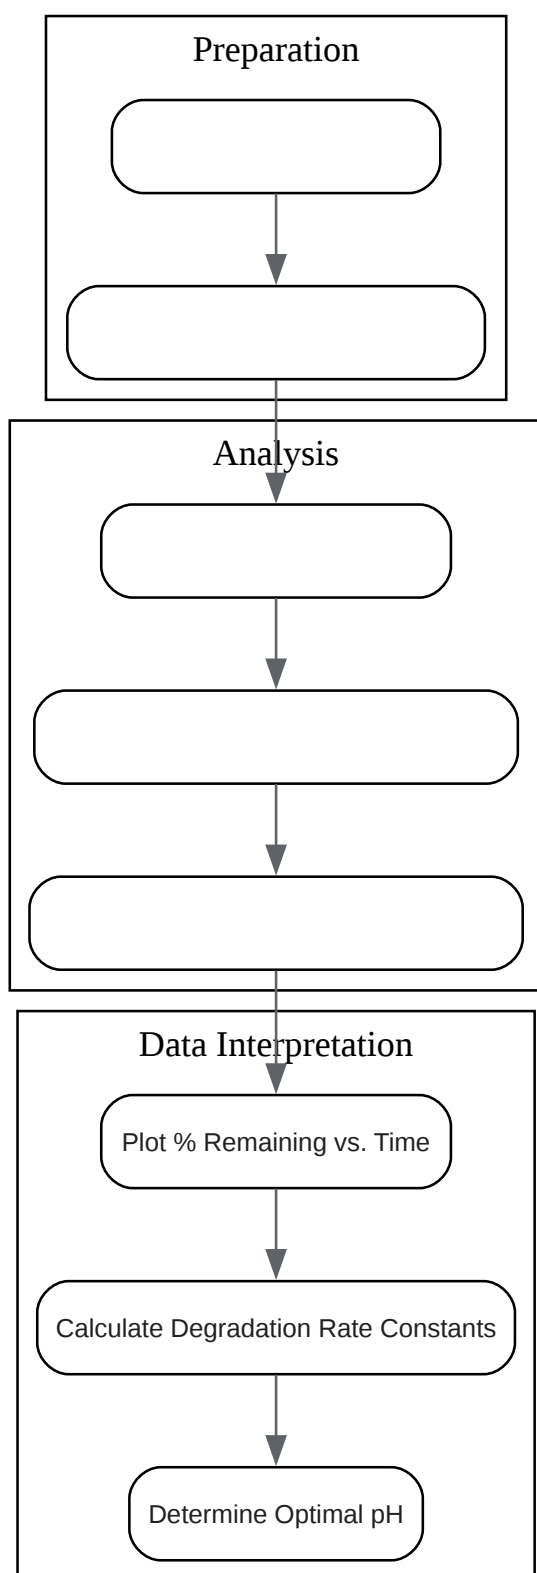 Preparation
Analysis
Data Interpretation
Plot % Remaining vs. Time
Calculate Degradation Rate Constants
Determine Optimal pH